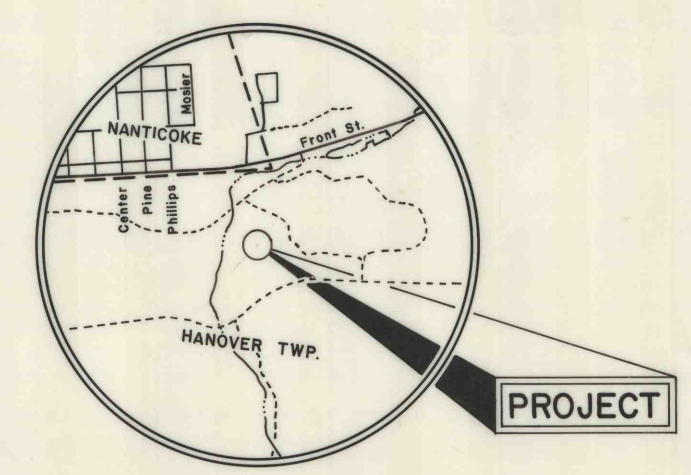 Mosier
NANTICOKE
Front St.
Center
Pine
Phillips
HANOVER TWP.
PROJECT